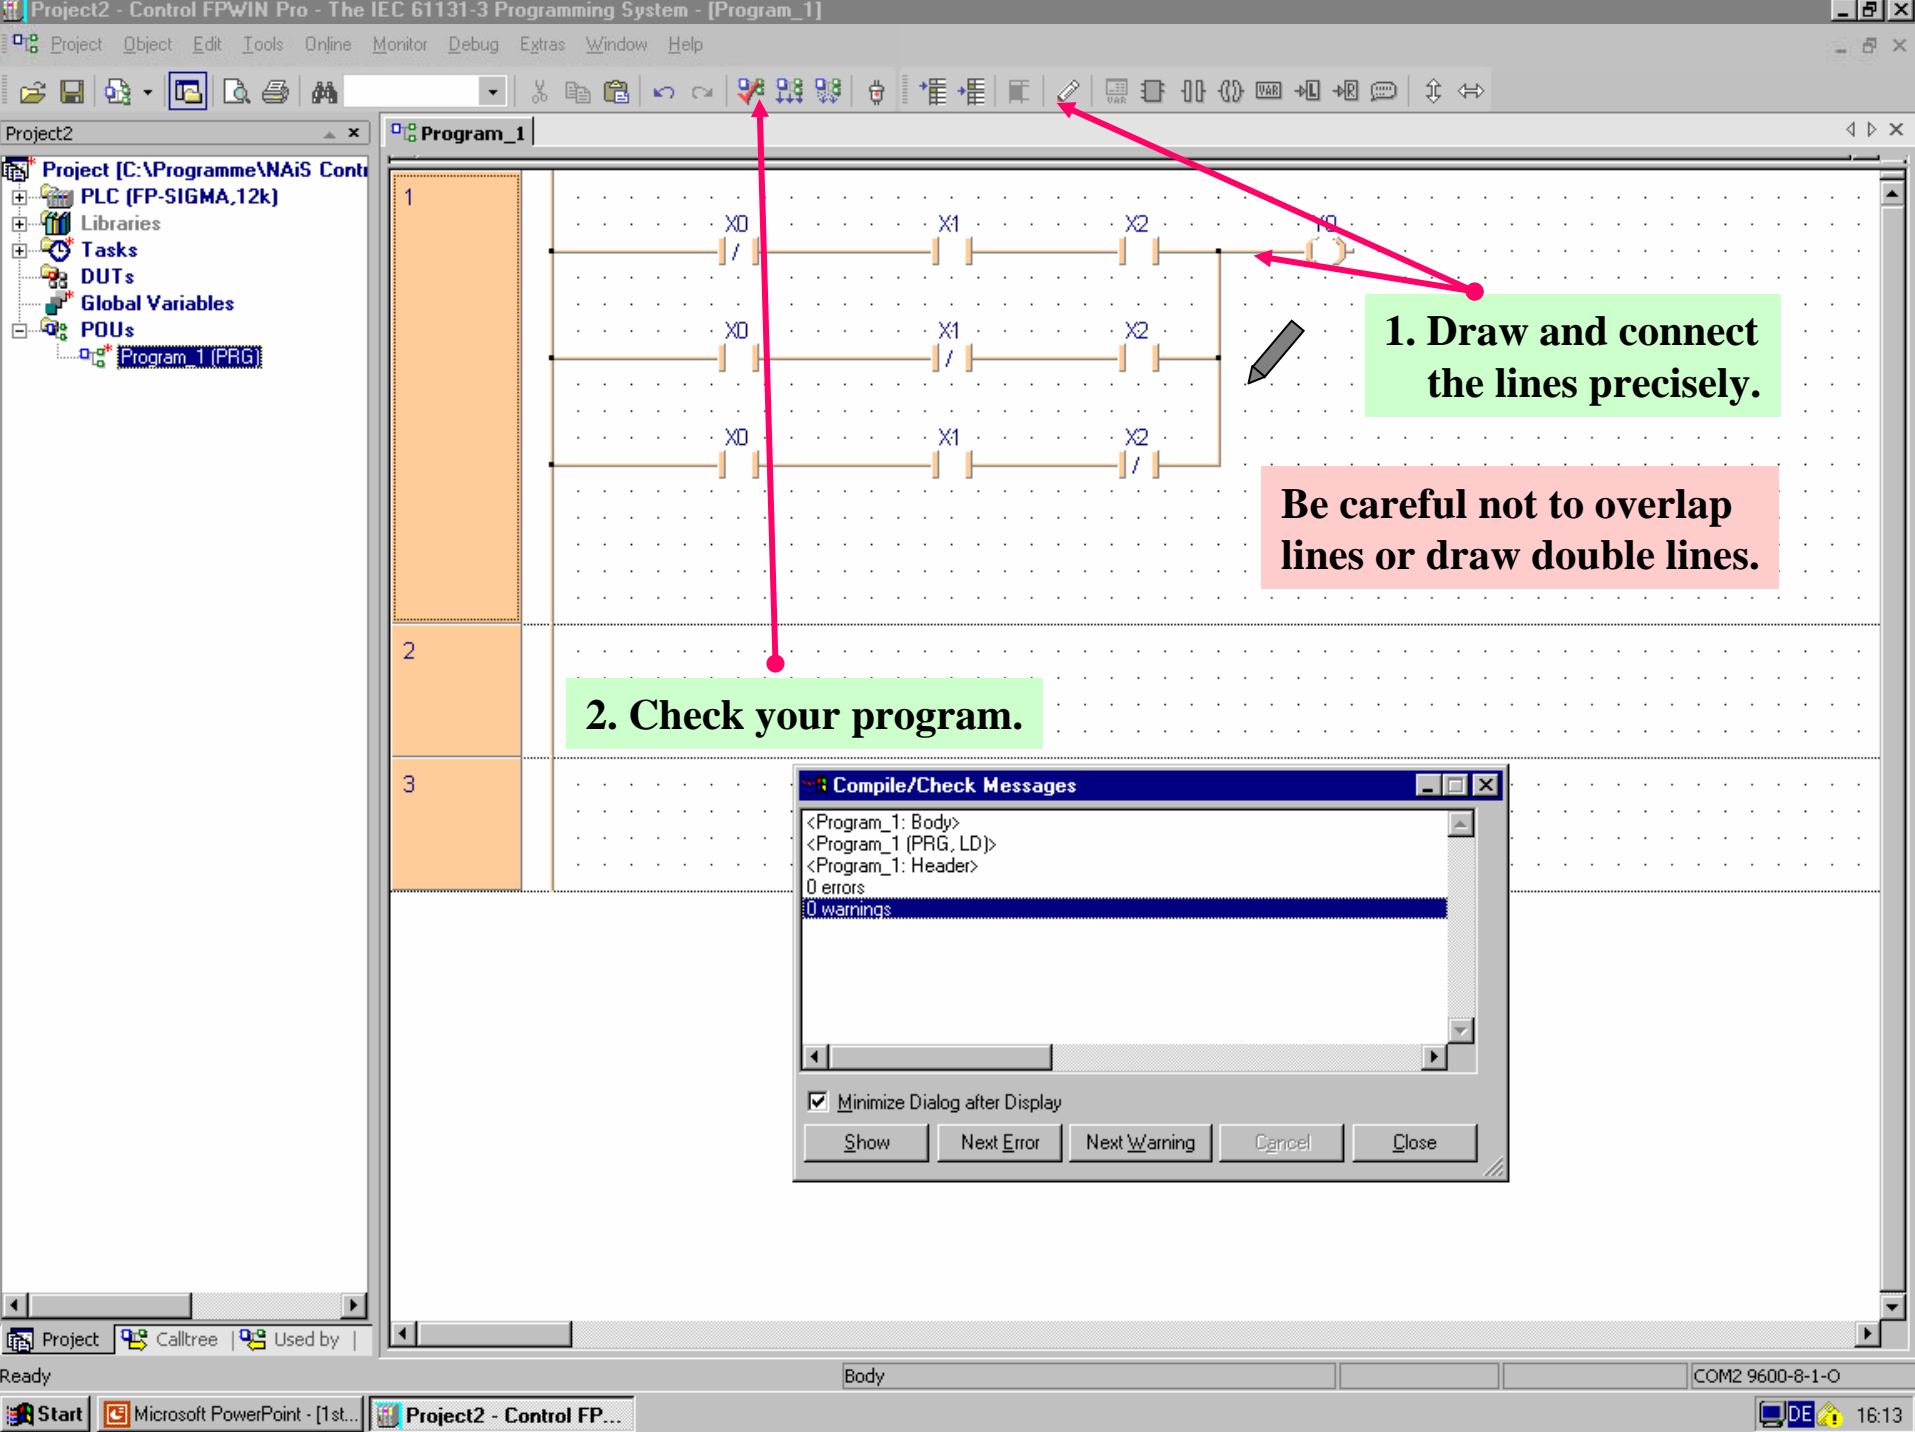 Project2 - Control FPWIN Pro - The IEC 61131-3 Programming System - [Program_1]
Project Object Edit Tools Online Monitor Debug Extras Window Help
VAR VAR L R
Project2
Program_1
Project [C:\Programme\NAiS Contr
PLC (FP-SIGMA,12k)
Libraries
Tasks
DUTs
Global Variables
POUs
Program_1 (PRG)
1
X0 X1 X2 Y0
X0 X1 X2
X0 X1 X2
1. Draw and connect
the lines precisely.
Be careful not to overlap
lines or draw double lines.
2
2. Check your program.
3
Compile/Check Messages
<Program_1: Body>
<Program_1 (PRG, LD)>
<Program_1: Header>
0 errors
0 warnings
Minimize Dialog after Display
Show Next Error Next Warning Cancel Close
Project Calltree Used by
Ready Body COM2 9600-8-1-O
Start Microsoft PowerPoint - [1st... Project2 - Control FP... DE 16:13